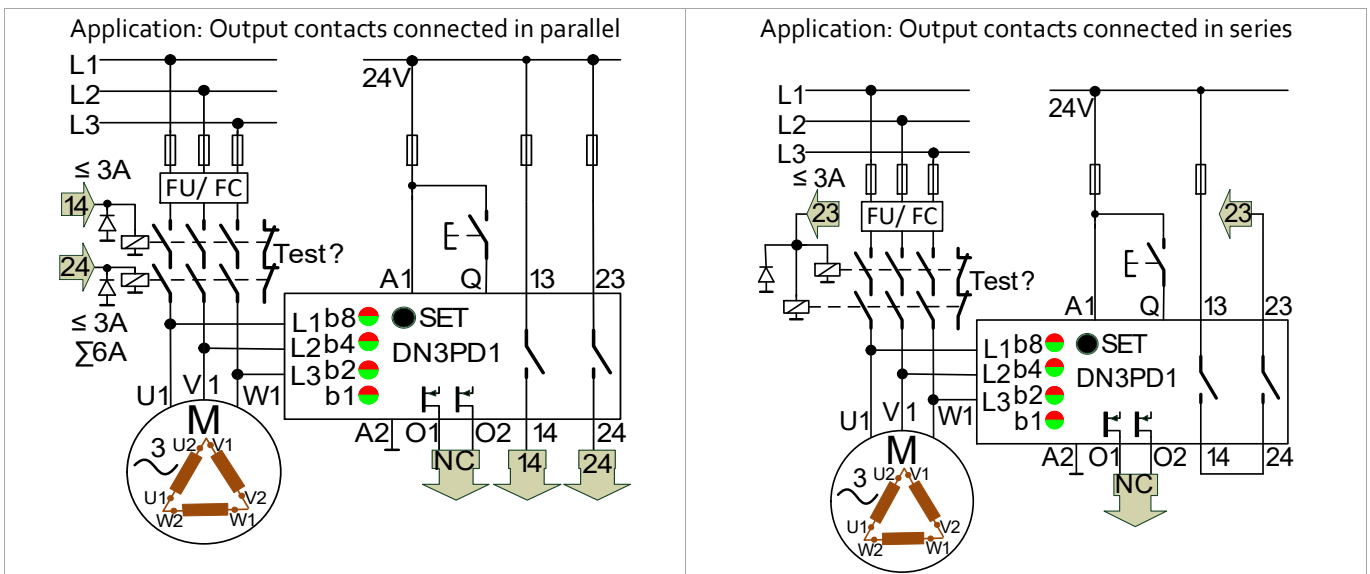 Application: Output contacts connected in parallel
L1
L2
L3
24V
≤ 3A
FU/ FC
14
24
Test?
≤ 3A
∑6A
A1 Q 13 23
L1 b8 SET
L2 b4 DN3PD1
L3 b2
b1
U1 V1 W1
A2 O1 O2 14 24
NC 14 24
M
3
U2 V1
U1 V2
W2 W1
Application: Output contacts connected in series
L1
L2
L3
24V
≤ 3A
23
FU/ FC
23
Test?
A1 Q 13 23
L1 b8 SET
L2 b4 DN3PD1
L3 b2
b1
U1 V1 W1
A2 O1 O2 14 24
NC
M
3
U2 V1
U1 V2
W2 W1